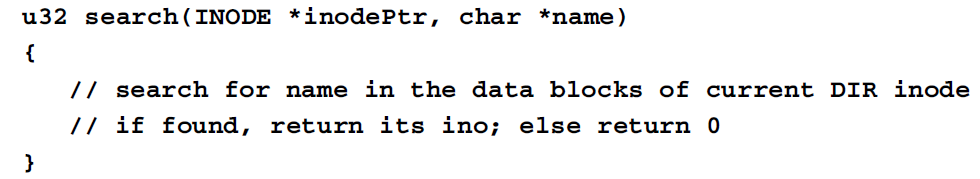 u32 search(INODE *inodePtr, char *name)
{
// search for name in the data blocks of current DIR inode
// if found, return its ino; else return 0
}